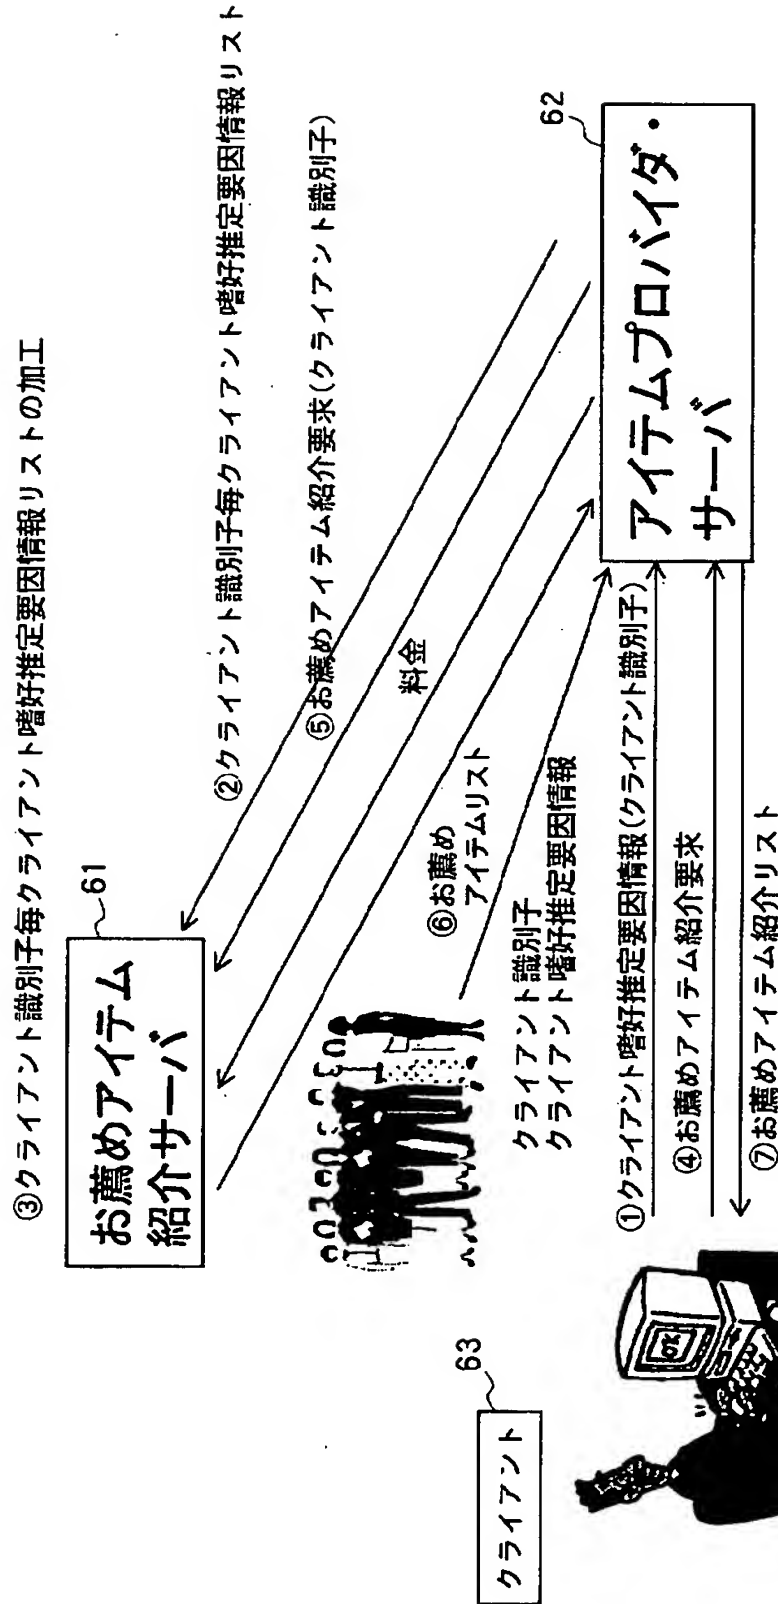 ③クライアント識別子毎クライアント嗜好推定要因情報リストの加工
61
お薦めアイテム
紹介サーバ
②クライアント識別子毎クライアント嗜好推定要因情報リスト
⑤お薦めアイテム紹介要求(クライアント識別子)
料金
⑥お薦め
アイテムリスト
クライアント識別子
クライアント嗜好推定要因情報
62
アイテムプロバイダ・
サーバ
63
クライアント
①クライアント嗜好推定要因情報(クライアント識別子)
④お薦めアイテム紹介要求
⑦お薦めアイテム紹介リスト
OK